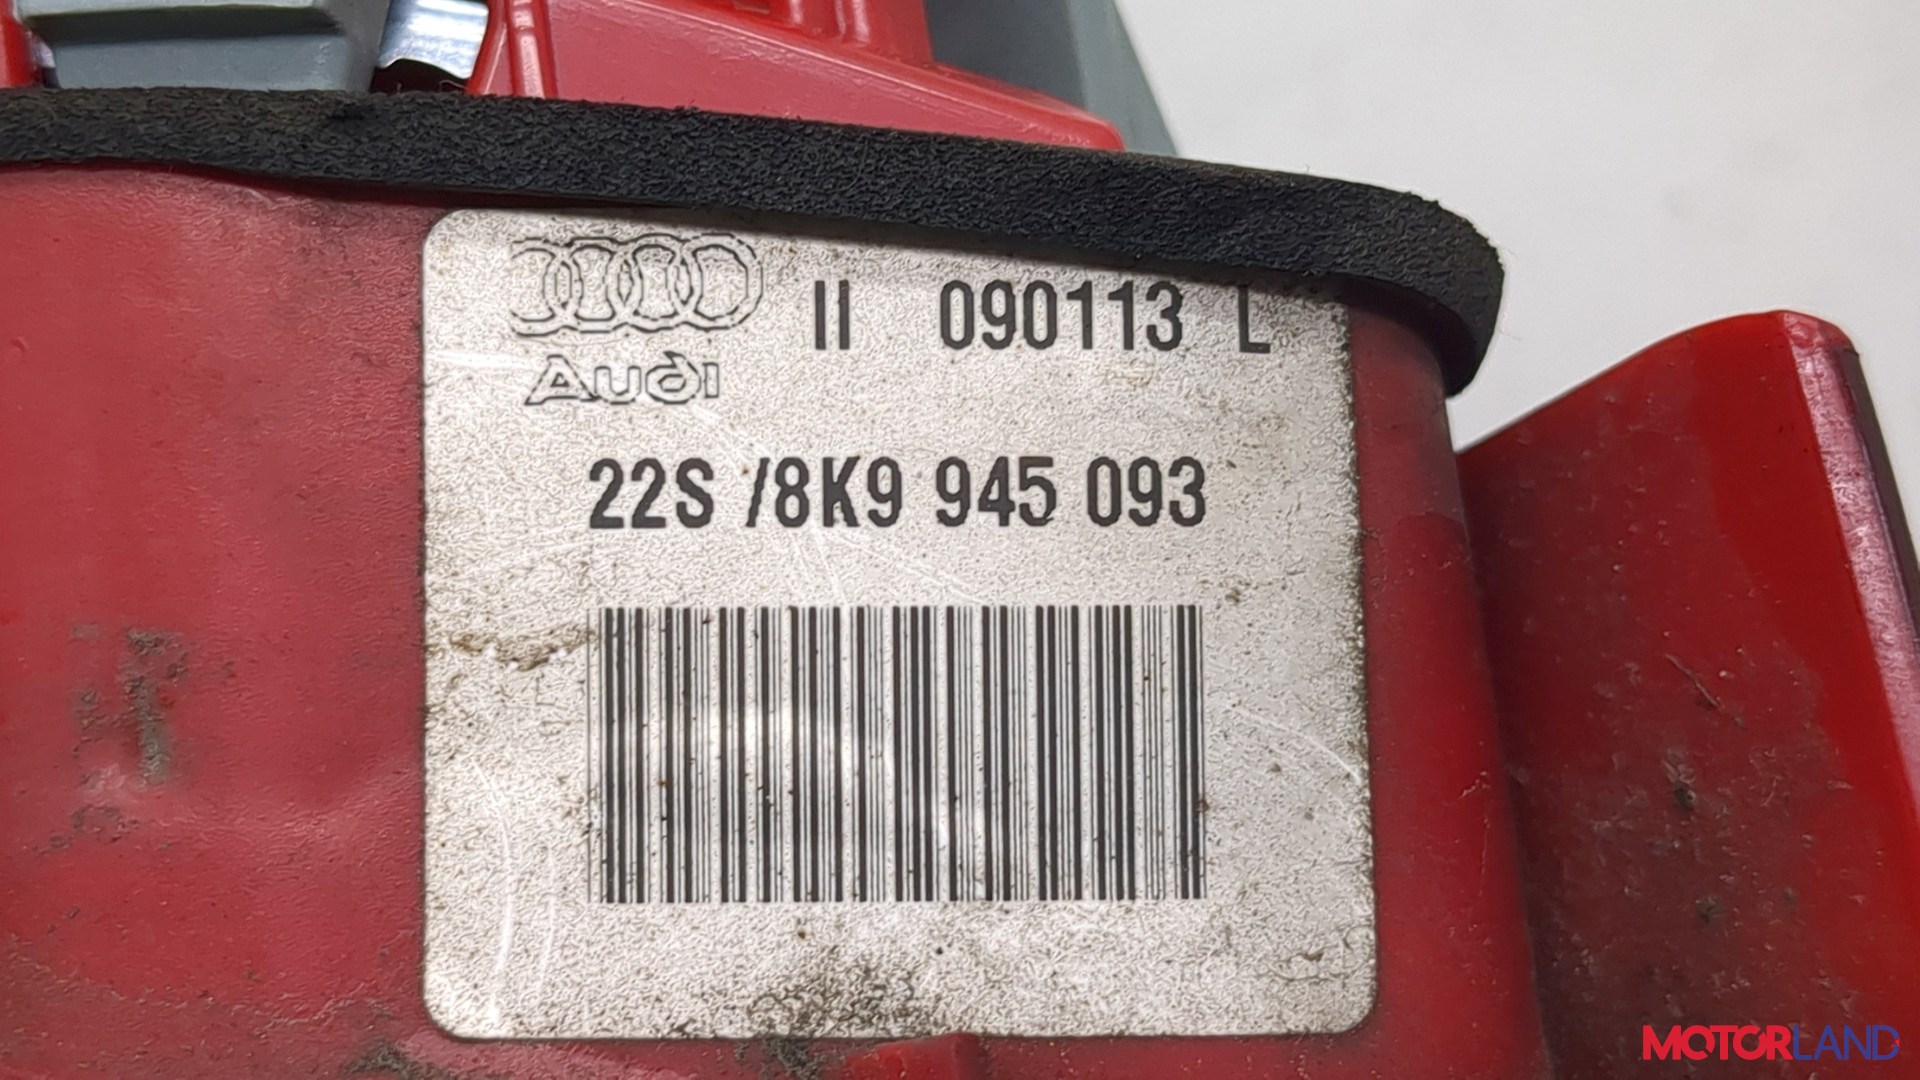 II 090113 L
Audi
22S /8K9 945 093
MOTORLAND